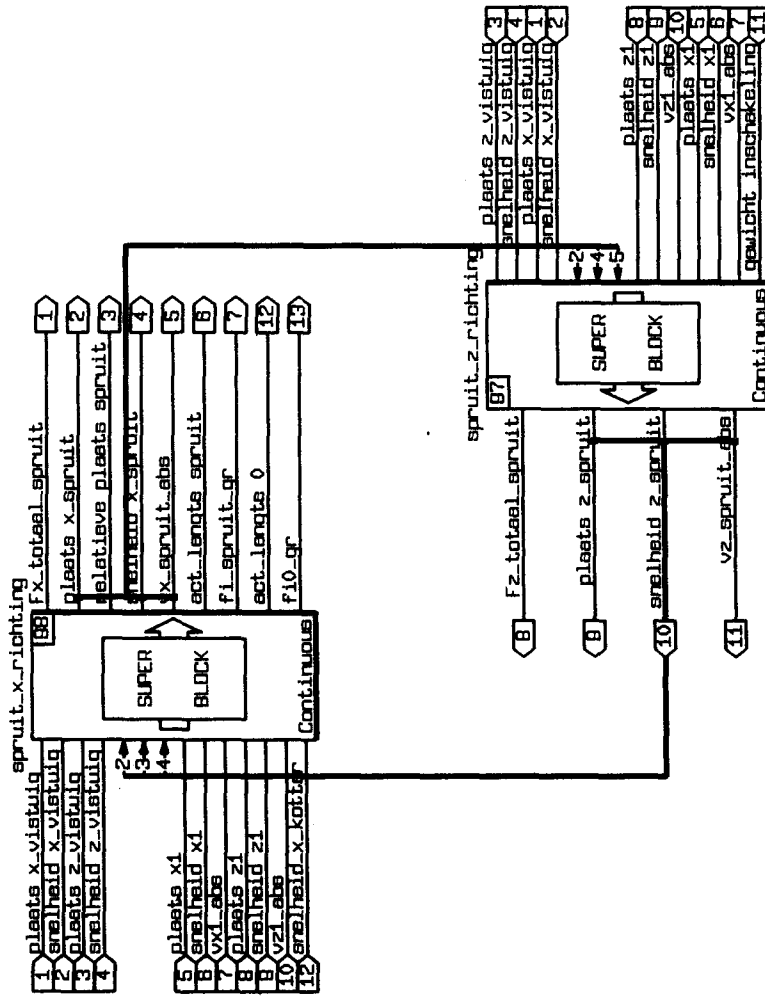 spruit_x_richting
98
SUPER
BLOCK
Continuous
1 plaats x_vistuig
2 snelheid x_vistuig
3 plaats z_vistuig
4 snelheid z_vistuig
2
3
4
5 plaats x1
6 snelheid x1
7 vx1_abs
8 plaats z1
9 snelheid z1
10 vz1_abs
12 snelheid_x_kotter
Fx_totaal_spruit 1
plaats x_spruit 2
relatieve plaats spruit 3
snelheid x_spruit 4
vx_spruit_abs 5
act_lengte spruit 6
fi_spruit_gr 7
act_lengte 0 12
fi0_gr 13
spruit_z_richting
97
SUPER
BLOCK
Continuous
plaats z_vistuig 3
snelheid z_vistuig 4
plaats x_vistuig 1
snelheid x_vistuig 2
2
4
5
plaats z1 8
snelheid z1 9
vz1_abs 10
plaats x1 5
snelheid x1 6
vx1_abs 7
gewicht inschakeling 11
Fz_totaal_spruit 8
plaats z_spruit 9
snelheid z_spruit 10
vz_spruit_abs 11